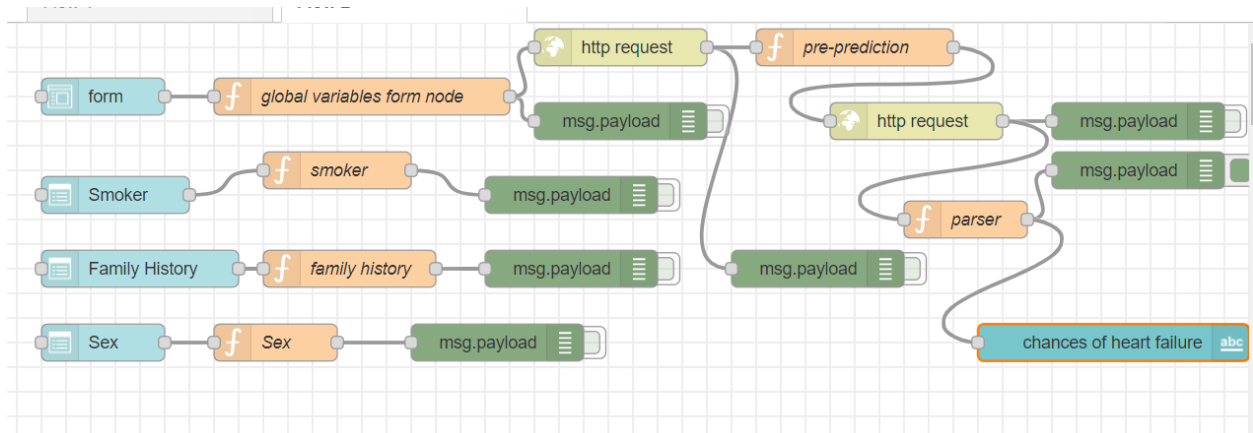 http request
pre-prediction
form
global variables form node
msg.payload
http request
msg.payload
smoker
msg.payload
Smoker
msg.payload
parser
Family History
family history
msg.payload
msg.payload
Sex
Sex
msg.payload
chances of heart failure
abc